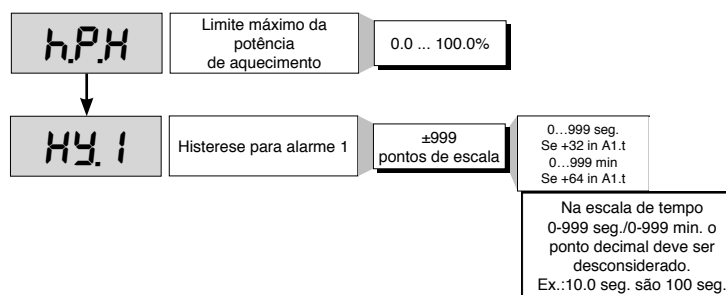 h.P.H
Limite máximo da
potência
de aquecimento
0.0 ... 100.0%
HY. 1
Histerese para alarme 1
±999
pontos de escala
0…999 seg.
Se +32 in A1.t
0…999 min
Se +64 in A1.t
Na escala de tempo
0-999 seg./0-999 min. o
ponto decimal deve ser
desconsiderado.
Ex.:10.0 seg. são 100 seg.